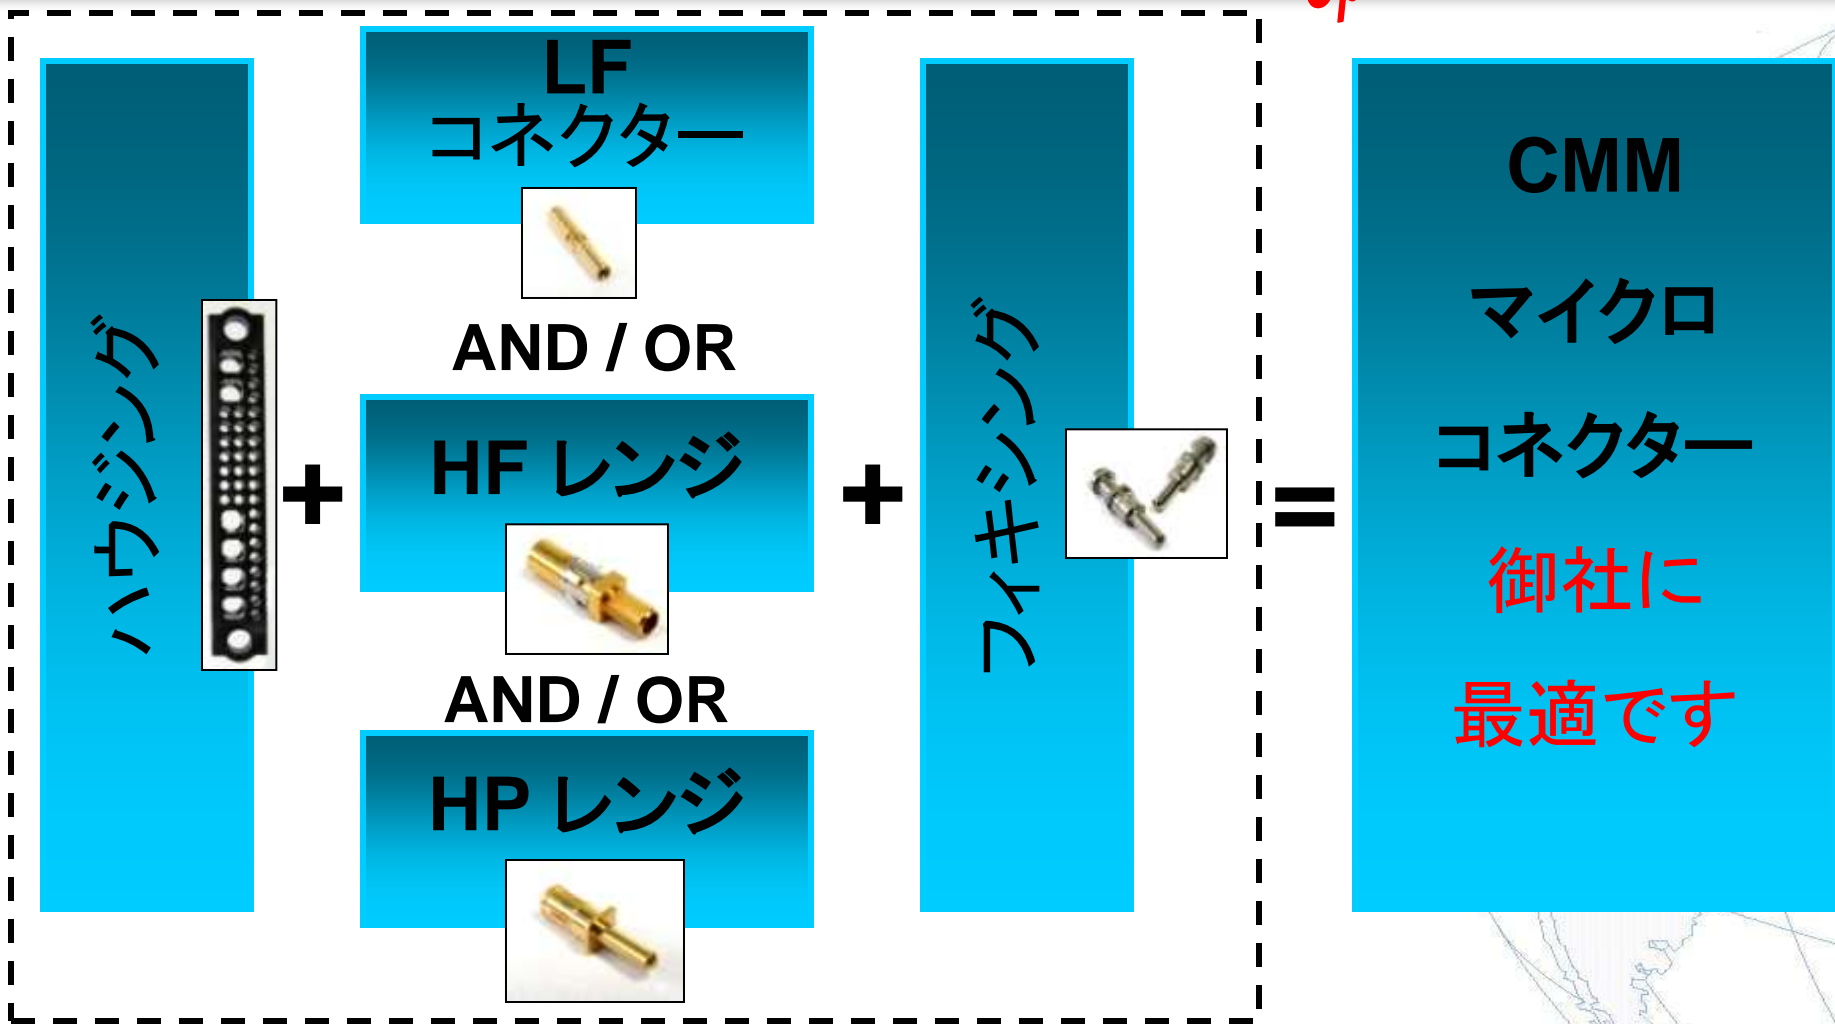 ハウジング
+
LF
コネクター
AND / OR
HF レンジ
AND / OR
HP レンジ
+
フィキシング
=
CMM
マイクロ
コネクター
御社に
最適です